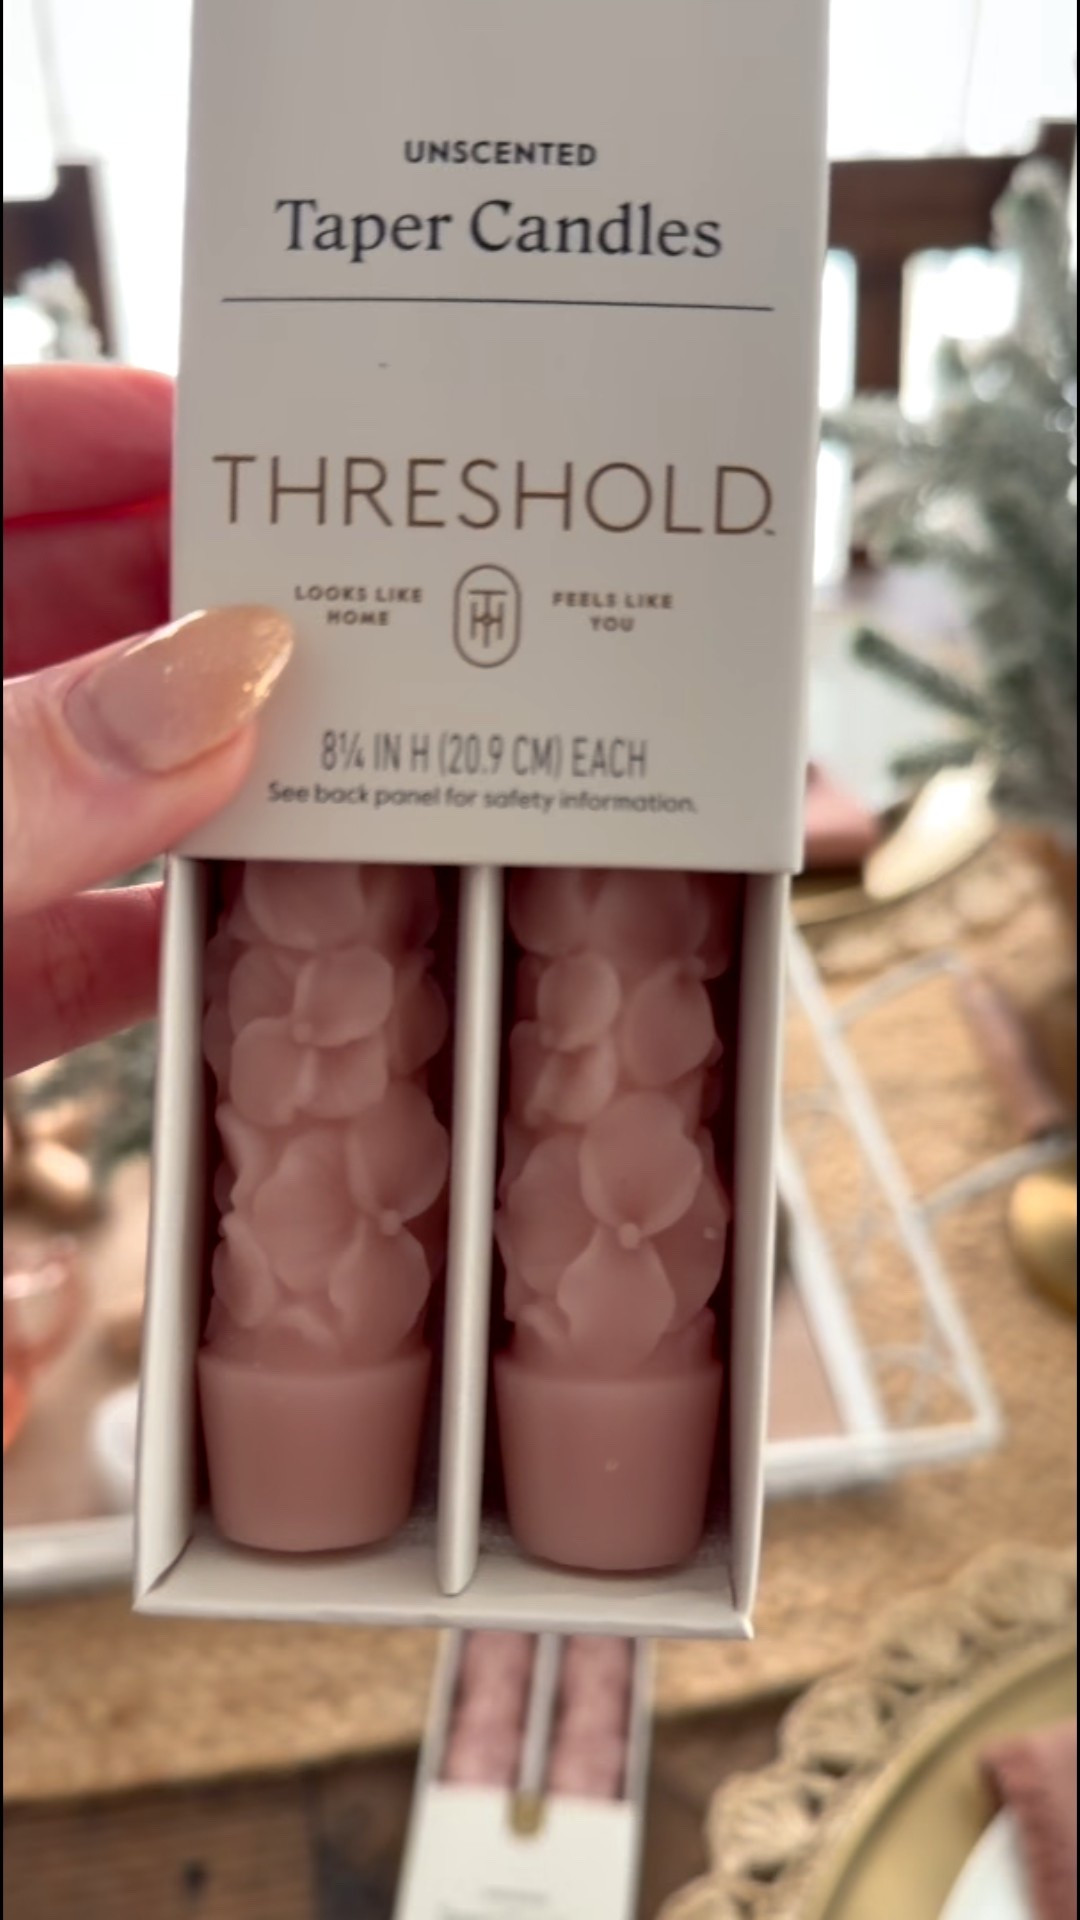 UNSCENTED
Taper Candles
THRESHOLD™
LOOKS LIKE
HOME
FEELS LIKE
YOU
8¼ IN H (20.9 CM) EACH
See back panel for safety information.